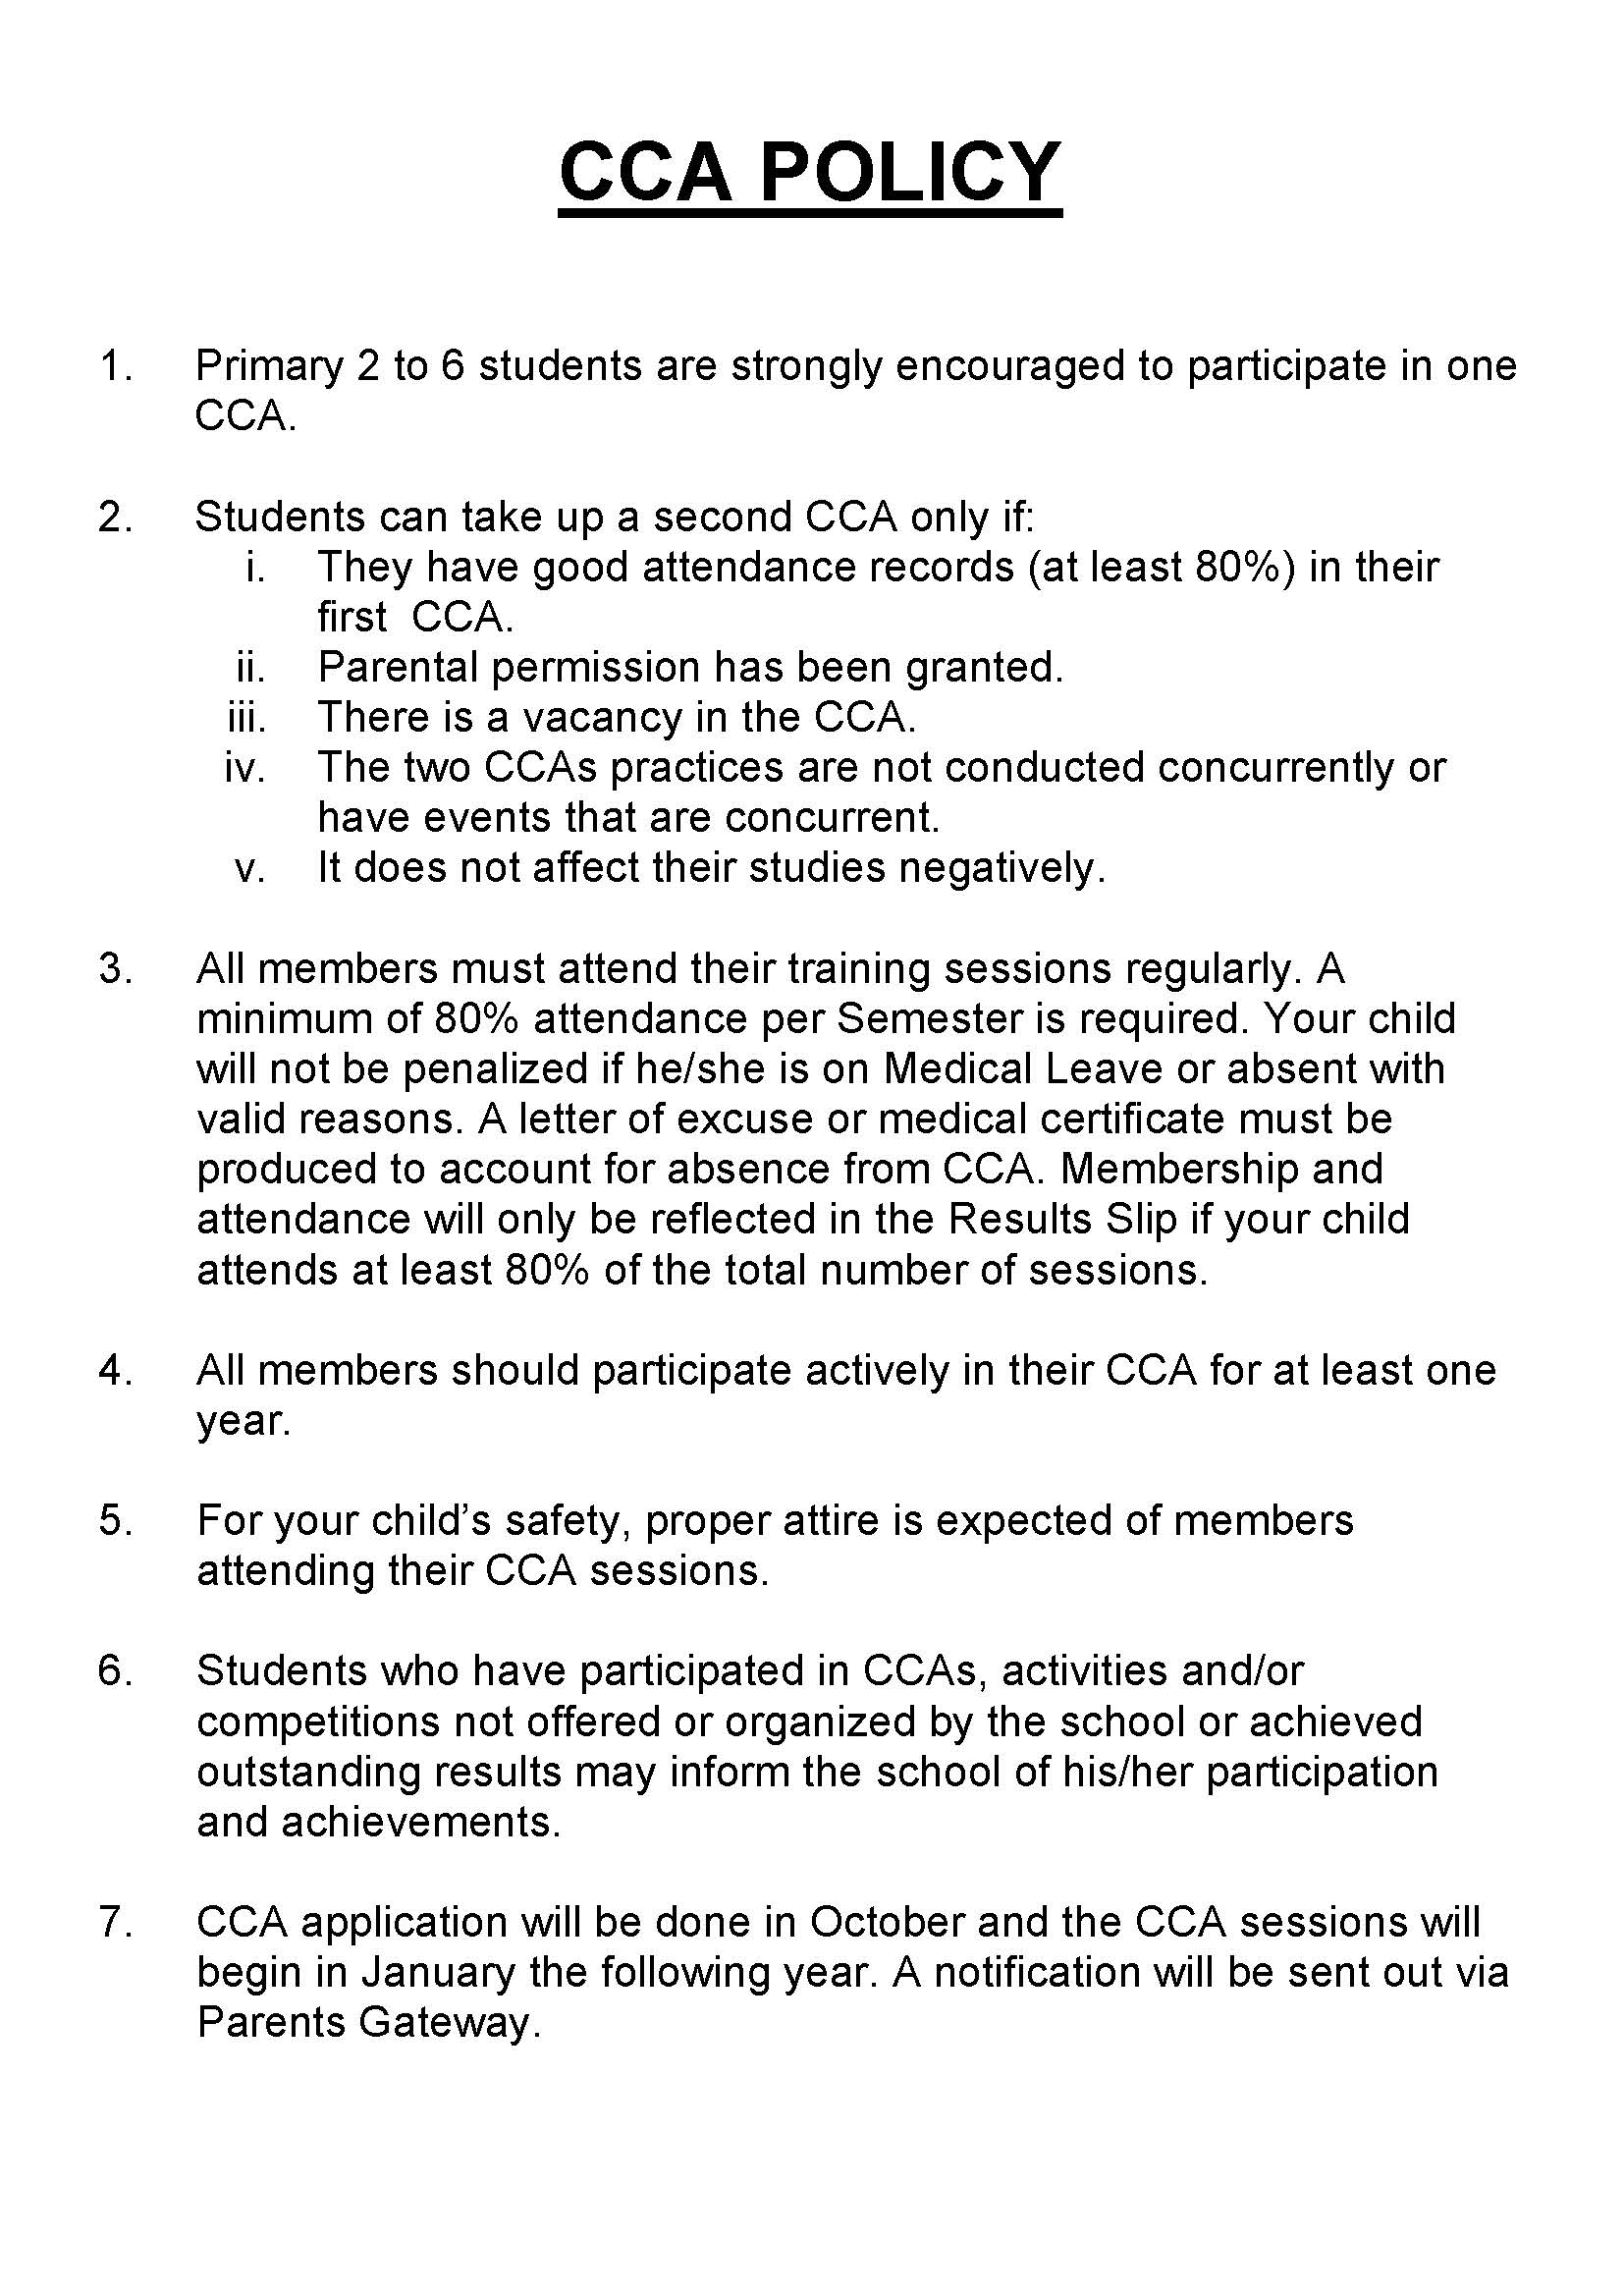 CCA POLICY
1. Primary 2 to 6 students are strongly encouraged to participate in one
CCA.
2. Students can take up a second CCA only if:
i. They have good attendance records (at least 80%) in their
first  CCA.
ii. Parental permission has been granted.
iii. There is a vacancy in the CCA.
iv. The two CCAs practices are not conducted concurrently or
have events that are concurrent.
v. It does not affect their studies negatively.
3. All members must attend their training sessions regularly. A
minimum of 80% attendance per Semester is required. Your child
will not be penalized if he/she is on Medical Leave or absent with
valid reasons. A letter of excuse or medical certificate must be
produced to account for absence from CCA. Membership and
attendance will only be reflected in the Results Slip if your child
attends at least 80% of the total number of sessions.
4. All members should participate actively in their CCA for at least one
year.
5. For your child’s safety, proper attire is expected of members
attending their CCA sessions.
6. Students who have participated in CCAs, activities and/or
competitions not offered or organized by the school or achieved
outstanding results may inform the school of his/her participation
and achievements.
7. CCA application will be done in October and the CCA sessions will
begin in January the following year. A notification will be sent out via
Parents Gateway.